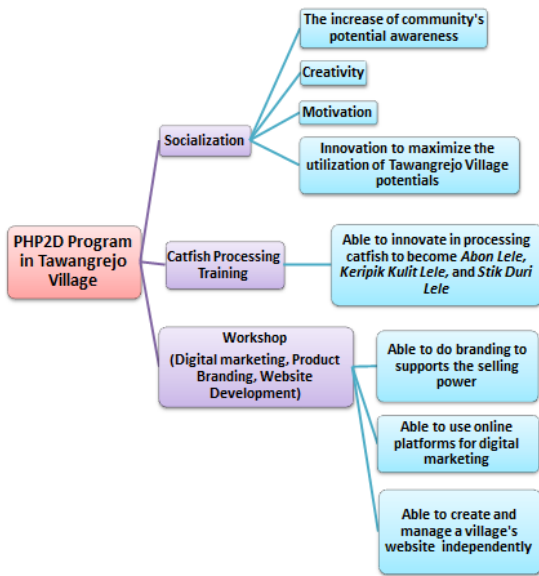 The increase of community's
potential awareness
Creativity
Motivation
Socialization
Innovation to maximize the
utilization of Tawangrejo Village
potentials
PHP2D Program
in Tawangrejo
Village
Catfish Processing
Training
Able to innovate in processing
catfish to become Abon Lele,
Keripik Kulit Lele, and Stik Duri
Lele
Workshop
(Digital marketing, Product
Branding, Website
Development)
Able to do branding to
supports the selling
power
Able to use online
platforms for digital
marketing
Able to create and
manage a village's
website independently